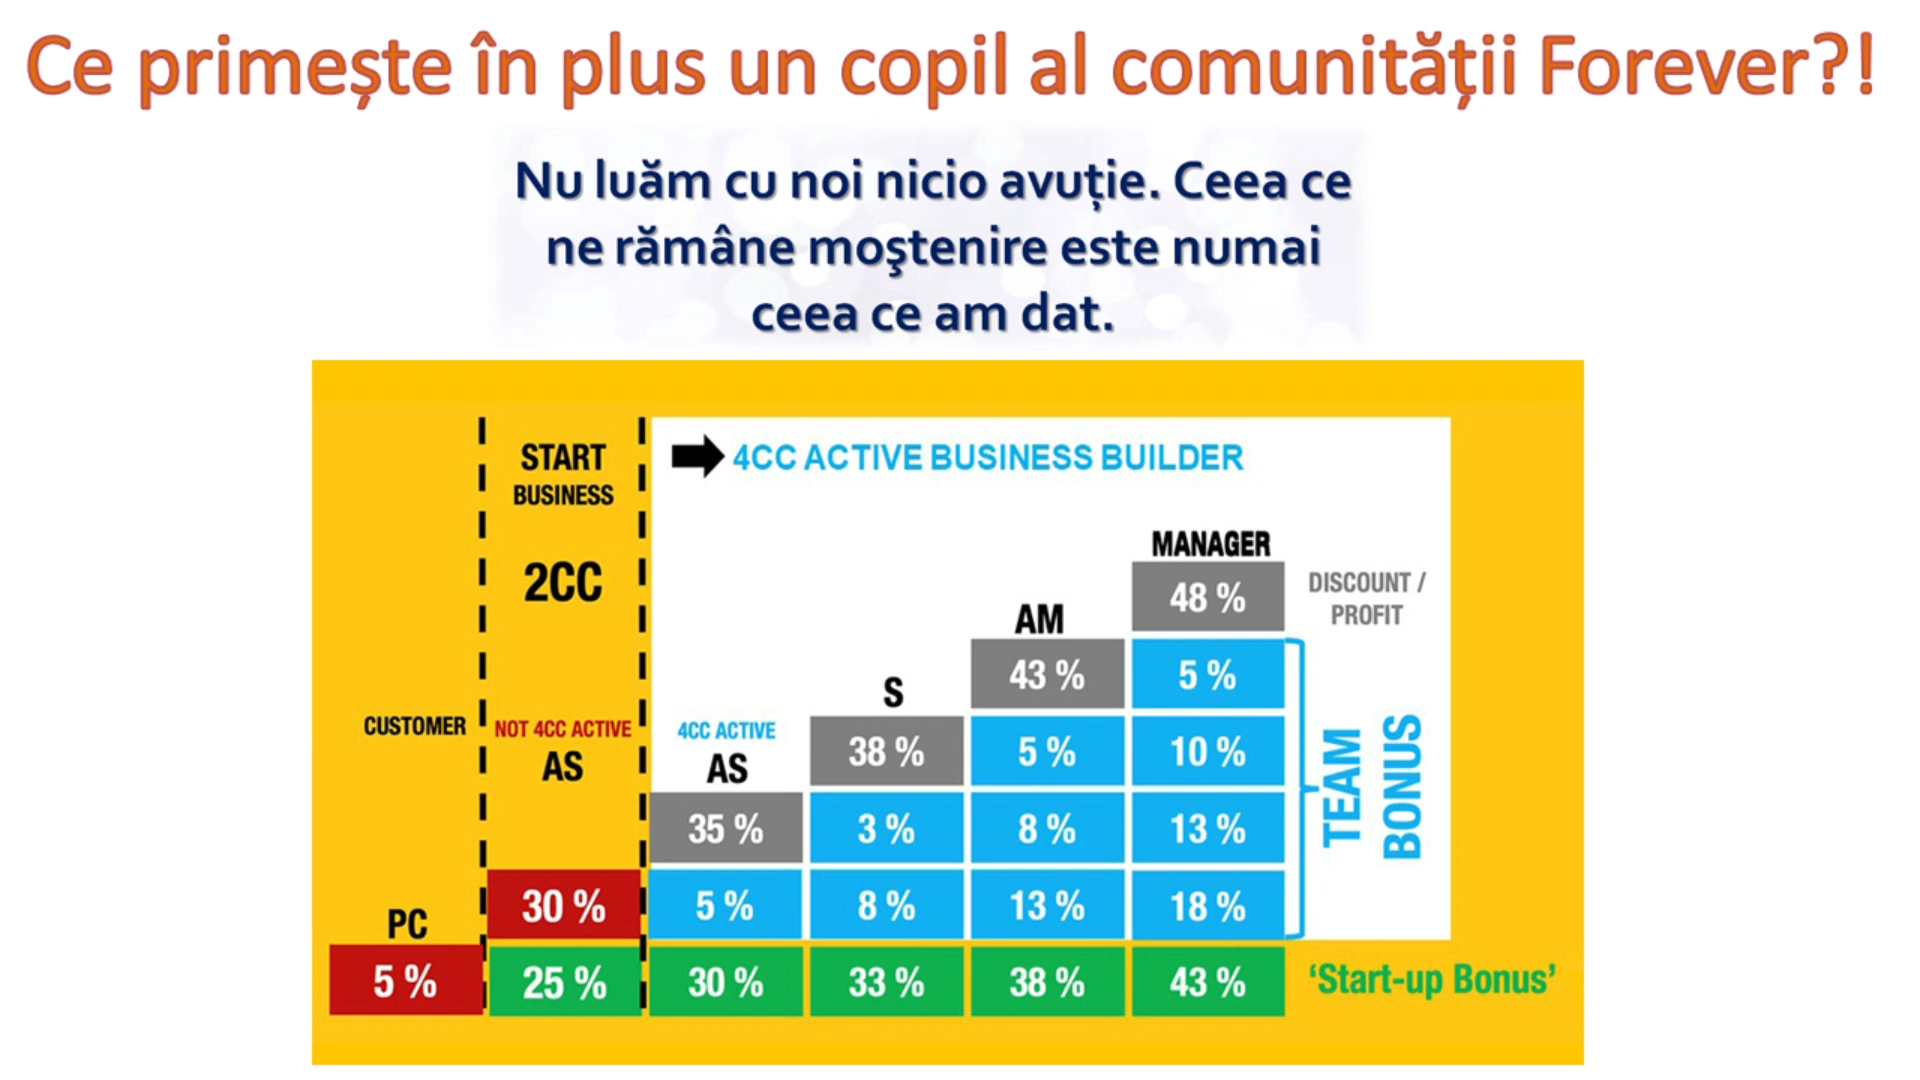 Ce primește în plus un copil al comunității Forever?!
Nu luăm cu noi nicio avuție. Ceea ce
ne rămâne moştenire este numai
ceea ce am dat.
START
BUSINESS
4CC ACTIVE BUSINESS BUILDER
2CC
MANAGER
48 %
DISCOUNT /
PROFIT
AM
43 %
5 %
S
38 %
5 %
10 %
CUSTOMER
NOT 4CC ACTIVE
AS
4CC ACTIVE
AS
35 %
3 %
8 %
13 %
TEAM
BONUS
PC
30 %
5 %
8 %
13 %
18 %
5 %
25 %
30 %
33 %
38 %
43 %
‘Start-up Bonus’